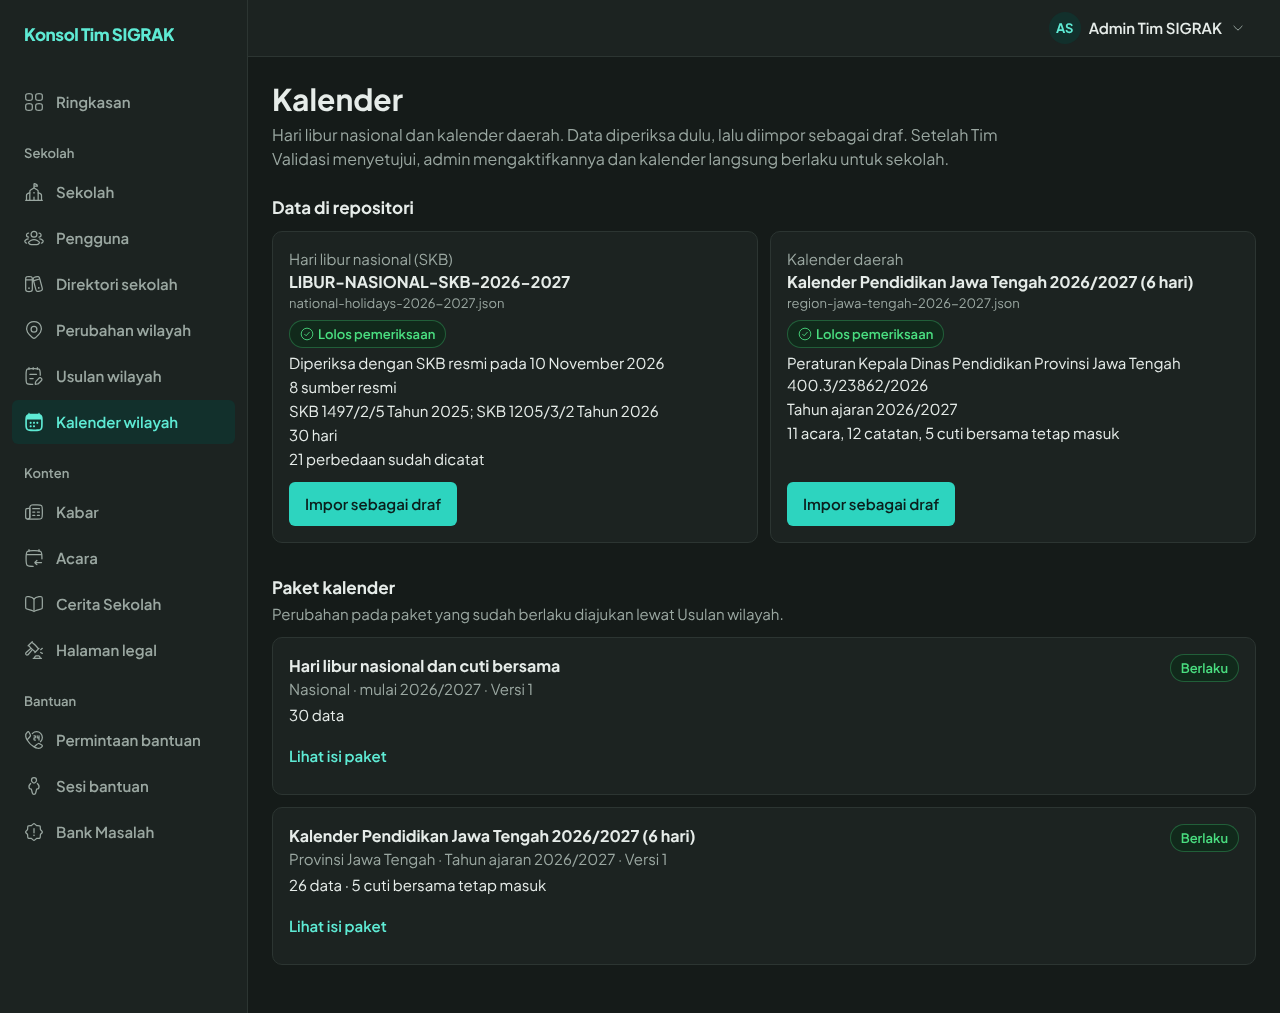 Konsol Tim SIGRAK
AS Admin Tim SIGRAK
Ringkasan
Sekolah
Sekolah
Pengguna
Direktori sekolah
Perubahan wilayah
Usulan wilayah
Kalender wilayah
Konten
Kabar
Acara
Cerita Sekolah
Halaman legal
Bantuan
Permintaan bantuan
Sesi bantuan
Bank Masalah
Kalender
Hari libur nasional dan kalender daerah. Data diperiksa dulu, lalu diimpor sebagai draf. Setelah Tim
Validasi menyetujui, admin mengaktifkannya dan kalender langsung berlaku untuk sekolah.
Data di repositori
Hari libur nasional (SKB)
LIBUR-NASIONAL-SKB-2026-2027
national-holidays-2026-2027.json
Lolos pemeriksaan
Diperiksa dengan SKB resmi pada 10 November 2026
8 sumber resmi
SKB 1497/2/5 Tahun 2025; SKB 1205/3/2 Tahun 2026
30 hari
21 perbedaan sudah dicatat
Impor sebagai draf
Kalender daerah
Kalender Pendidikan Jawa Tengah 2026/2027 (6 hari)
region-jawa-tengah-2026-2027.json
Lolos pemeriksaan
Peraturan Kepala Dinas Pendidikan Provinsi Jawa Tengah
400.3/23862/2026
Tahun ajaran 2026/2027
11 acara, 12 catatan, 5 cuti bersama tetap masuk
Impor sebagai draf
Paket kalender
Perubahan pada paket yang sudah berlaku diajukan lewat Usulan wilayah.
Hari libur nasional dan cuti bersama
Berlaku
Nasional · mulai 2026/2027 · Versi 1
30 data
Lihat isi paket
Kalender Pendidikan Jawa Tengah 2026/2027 (6 hari)
Berlaku
Provinsi Jawa Tengah · Tahun ajaran 2026/2027 · Versi 1
26 data · 5 cuti bersama tetap masuk
Lihat isi paket